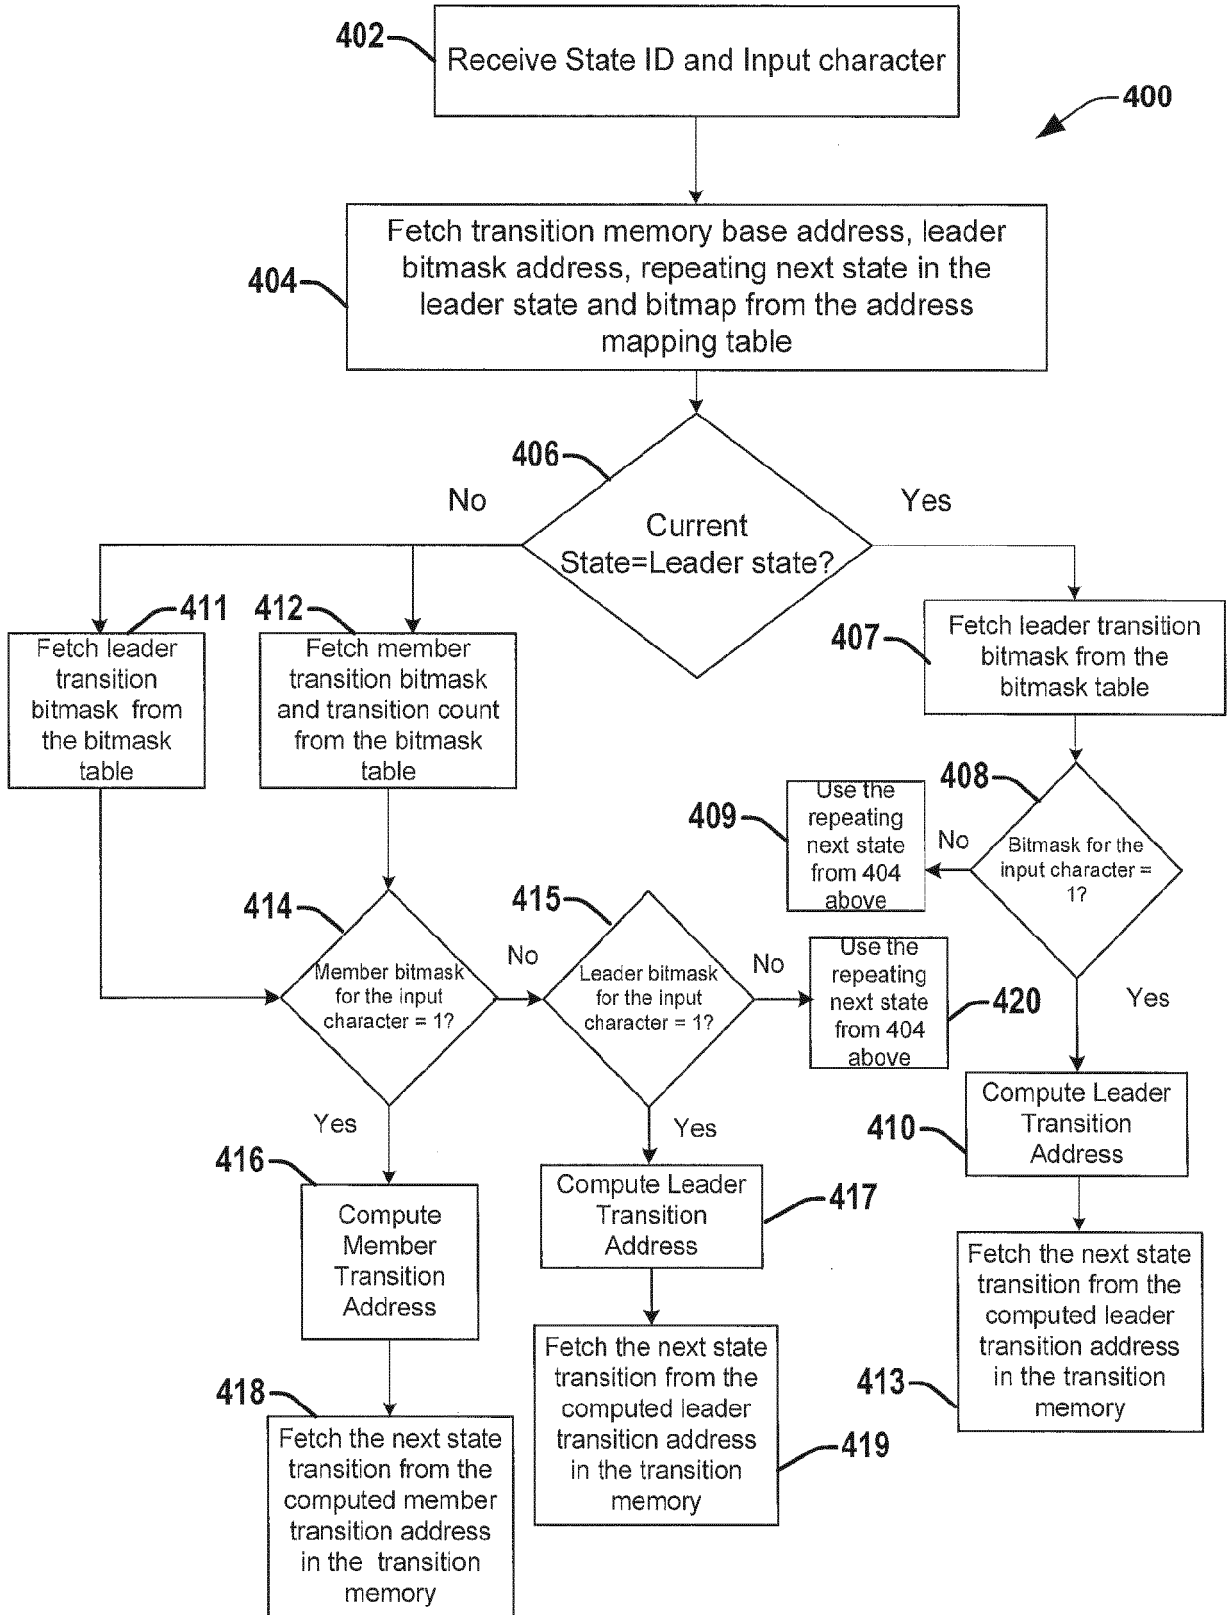 402
Receive State ID and Input character
400
404
Fetch transition memory base address, leader
bitmask address, repeating next state in the
leader state and bitmap from the address
mapping table
406
No
Yes
Current
State=Leader state?
411
Fetch leader
transition
bitmask from
the bitmask
table
412
Fetch member
transition bitmask
and transition count
from the bitmask
table
407
Fetch leader transition
bitmask from the
bitmask table
408
Bitmask for the
input character =
1?
No
409
Use the
repeating
next state
from 404
above
414
Member bitmask
for the input
character = 1?
No
415
Leader bitmask
for the input
character = 1?
No
Use the
repeating
next state
from 404
above
420
Yes
Yes
Yes
416
Compute
Member
Transition
Address
Compute Leader
Transition
Address
417
410
Compute Leader
Transition
Address
418
Fetch the next state
transition from the
computed member
transition address
in the transition
memory
Fetch the next state
transition from the
computed leader
transition address
in the transition
memory
419
413
Fetch the next state
transition from the
computed leader
transition address
in the transition
memory